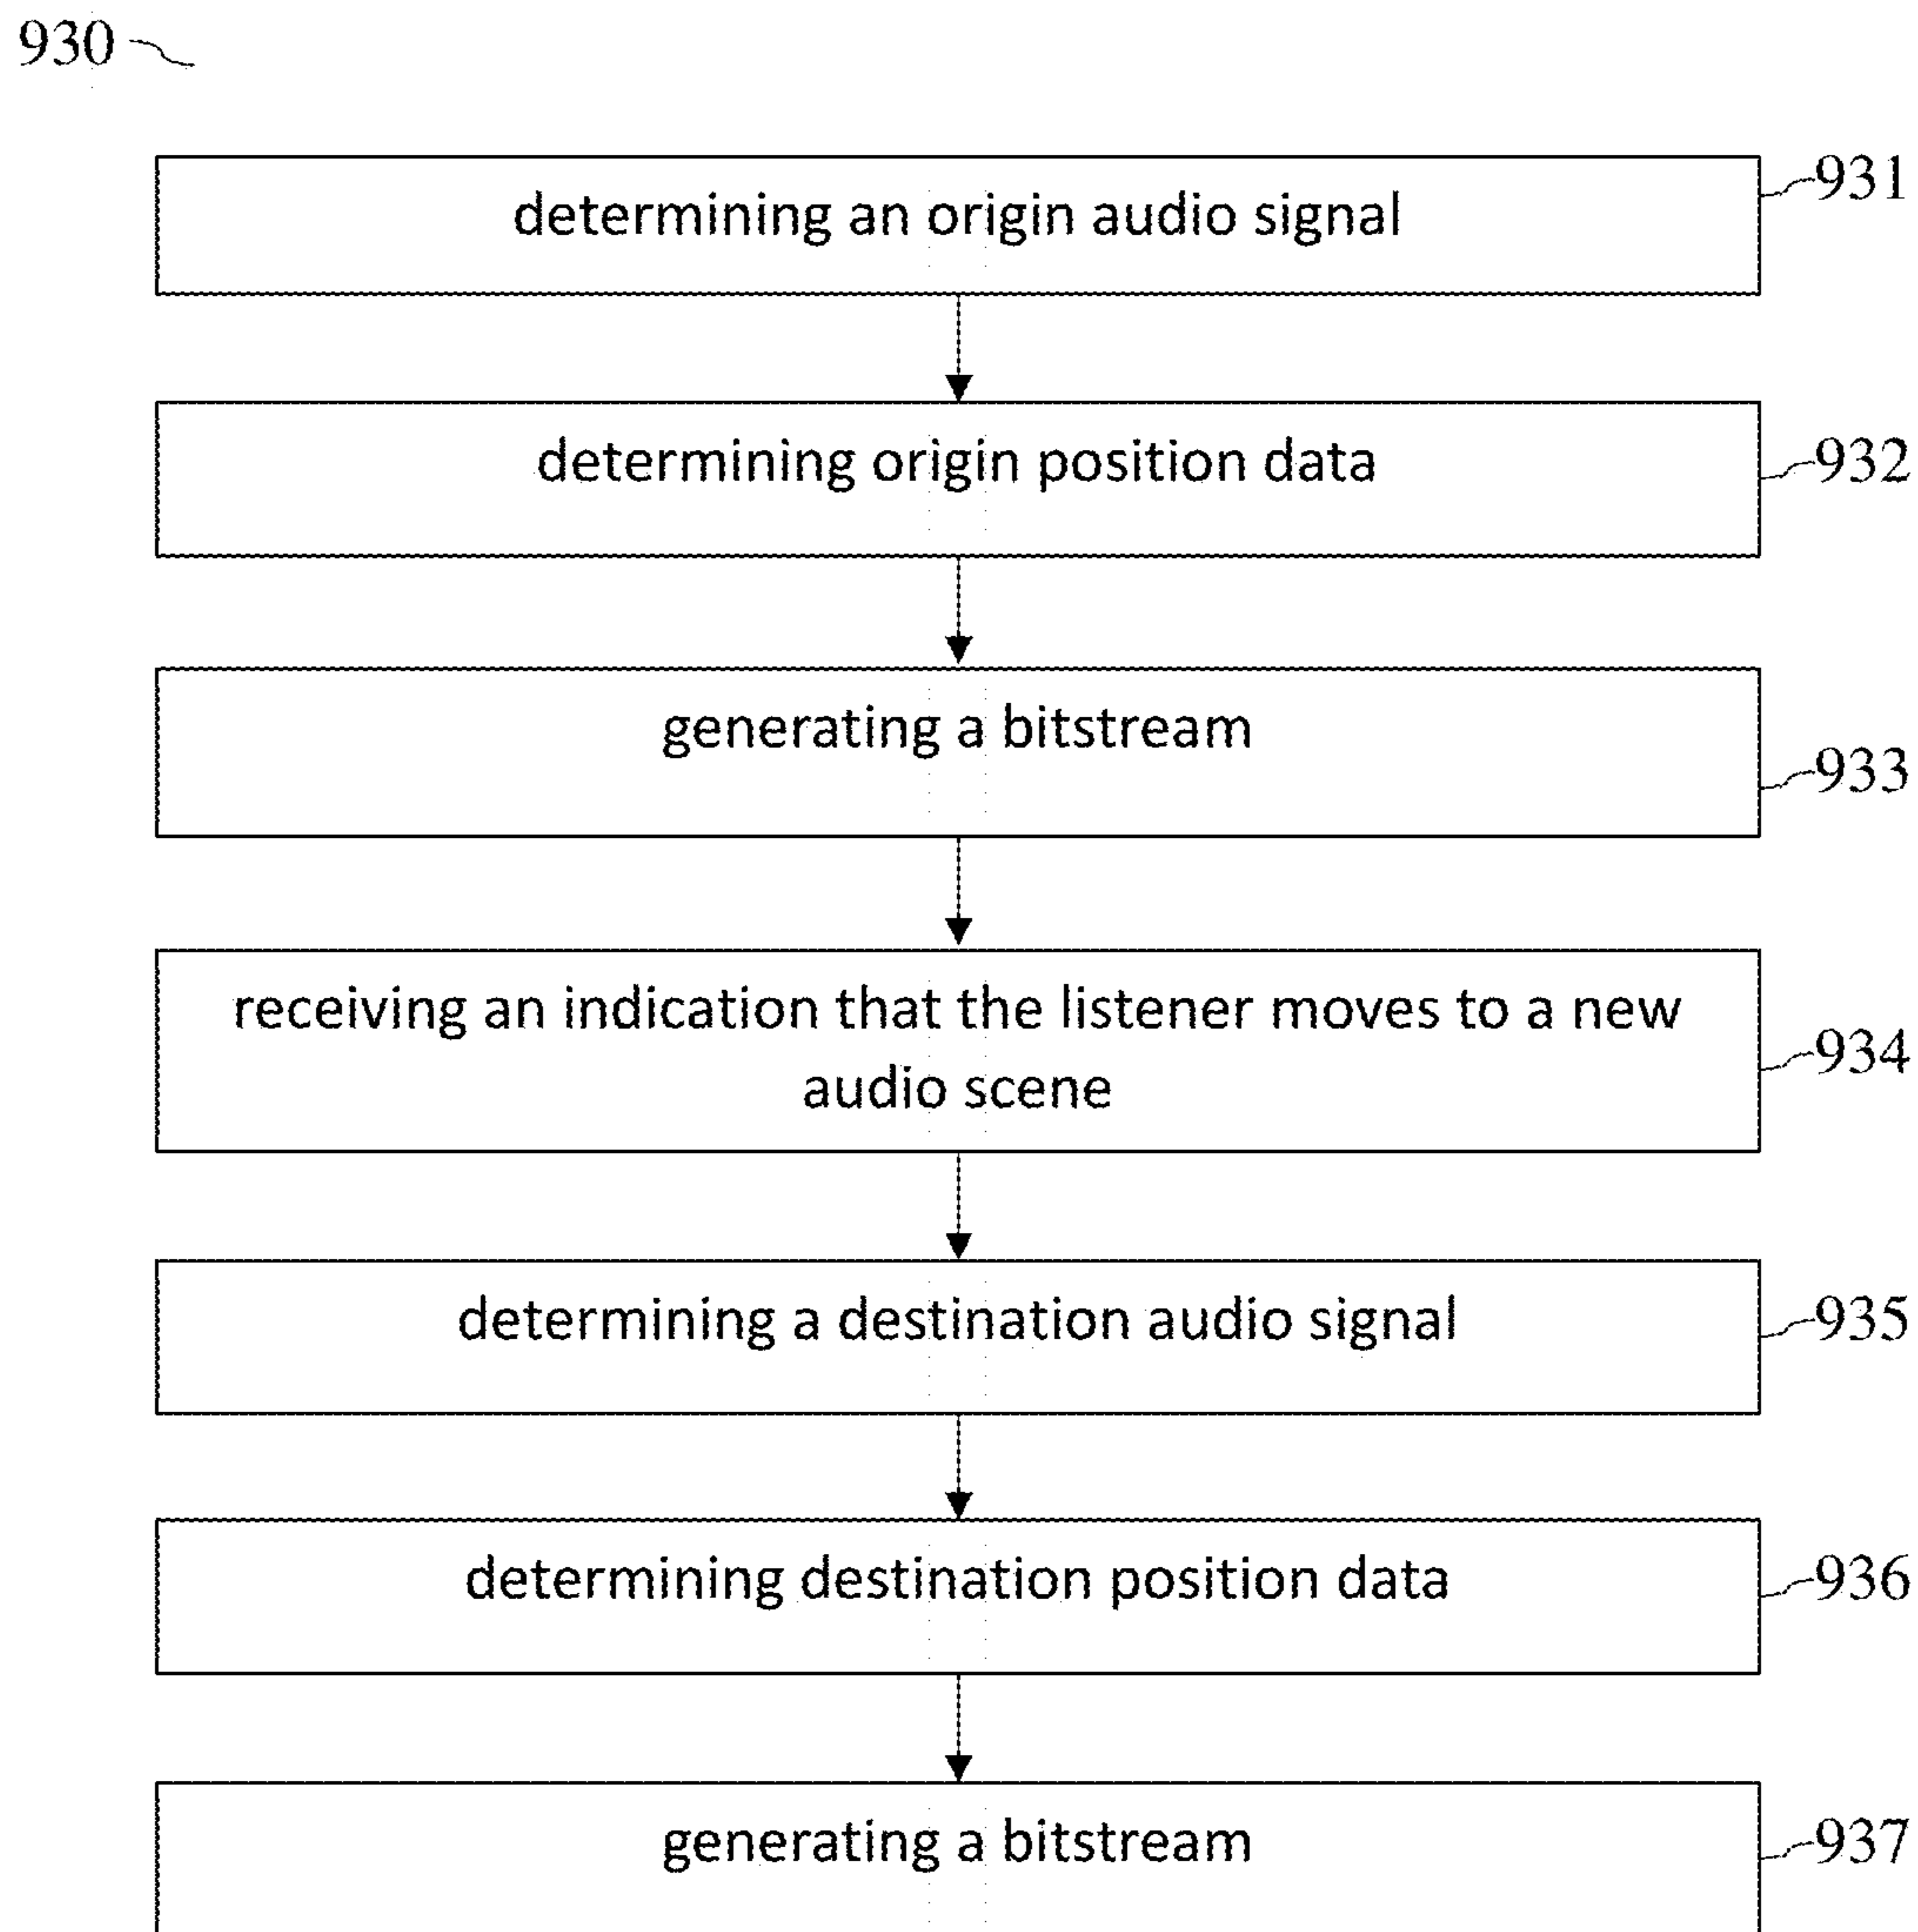 930
determining an origin audio signal
931
determining origin position data
932
generating a bitstream
933
receiving an indication that the listener moves to a new
audio scene
934
determining a destination audio signal
935
determining destination position data
936
generating a bitstream
937